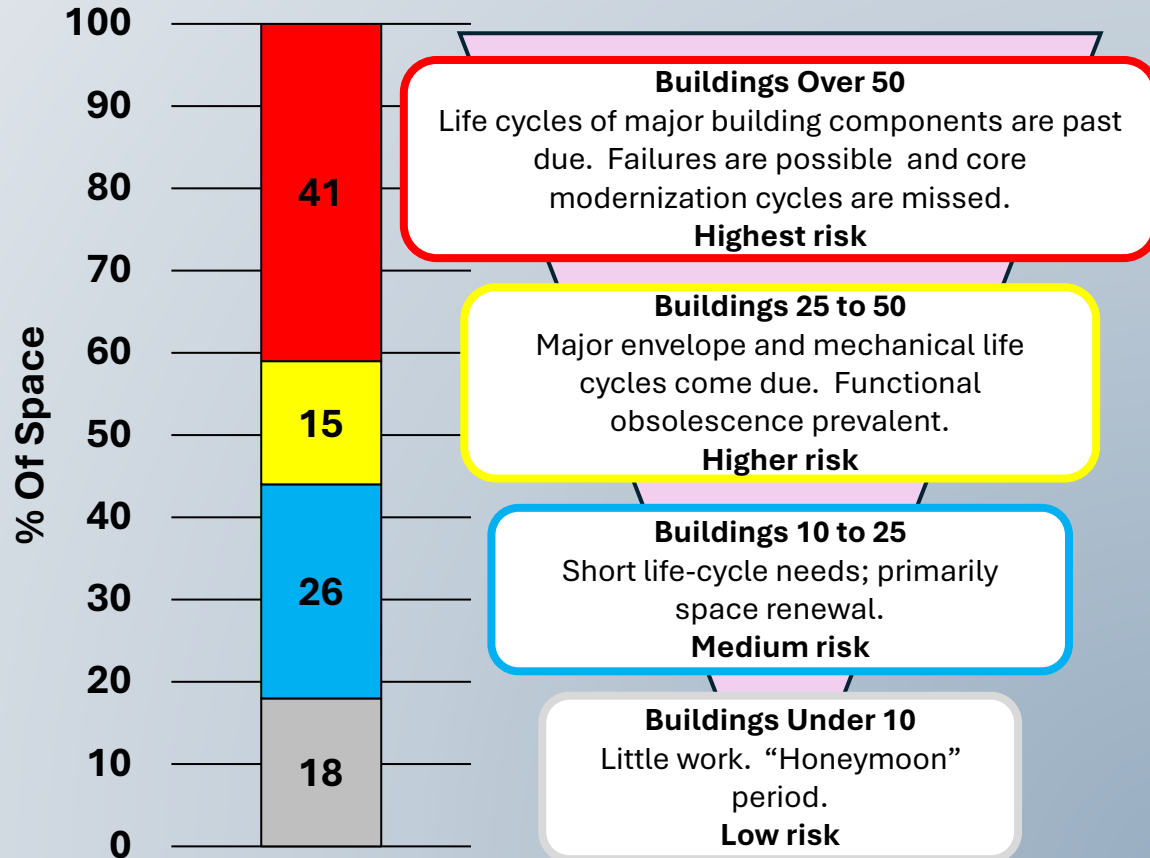 100
90
80
70
60
50
40
30
20
10
0
% Of Space
41
15
26
18
Buildings Over 50
Life cycles of major building components are past
due.  Failures are possible  and core
modernization cycles are missed.
Highest risk
Buildings 25 to 50
Major envelope and mechanical life
cycles come due.  Functional
obsolescence prevalent.
Higher risk
Buildings 10 to 25
Short life-cycle needs; primarily
space renewal.
Medium risk
Buildings Under 10
Little work.  “Honeymoon”
period.
Low risk